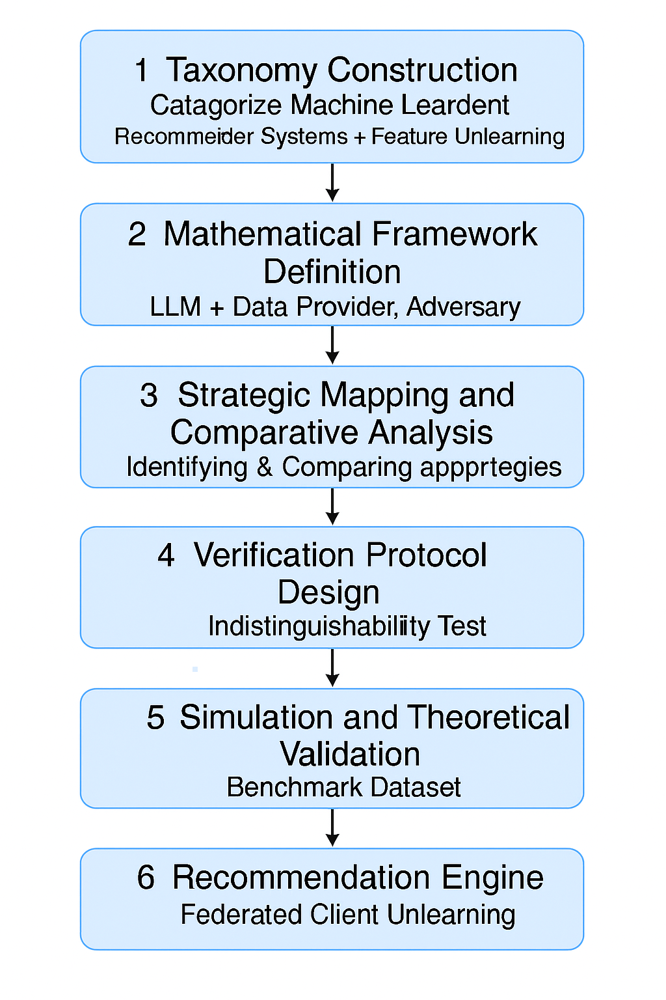 1 Taxonomy Construction
Catagorize Machine Leardent
Recommeider Systems + Feature Unlearning
2 Mathematical Framework
Definition
LLM + Data Provider, Adversary
3 Strategic Mapping and
Comparative Analysis
Identifying & Comparing appprtegies
4 Verification Protocol
Design
Indistinguishabiliity Test
5 Simulation and Theoretical
Validation
Benchmark Dataset
6 Recommendation Engine
Federated Client Unlearning